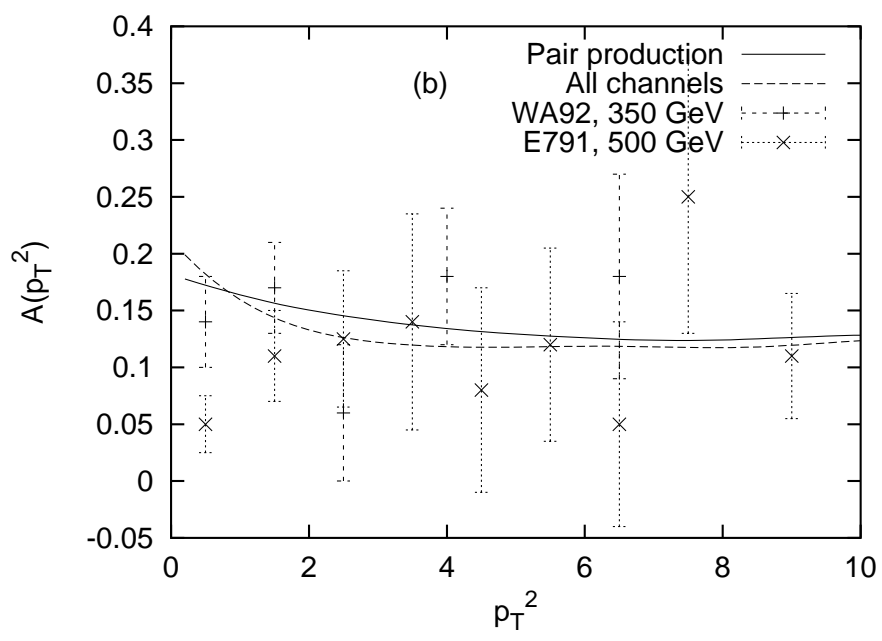 0.4
0.35
0.3
0.25
0.2
0.15
0.1
0.05
0
-0.05
0
2
4
6
8
10
A(p_T^2)
p_T^2
(b)
Pair production
All channels
WA92, 350 GeV
E791, 500 GeV